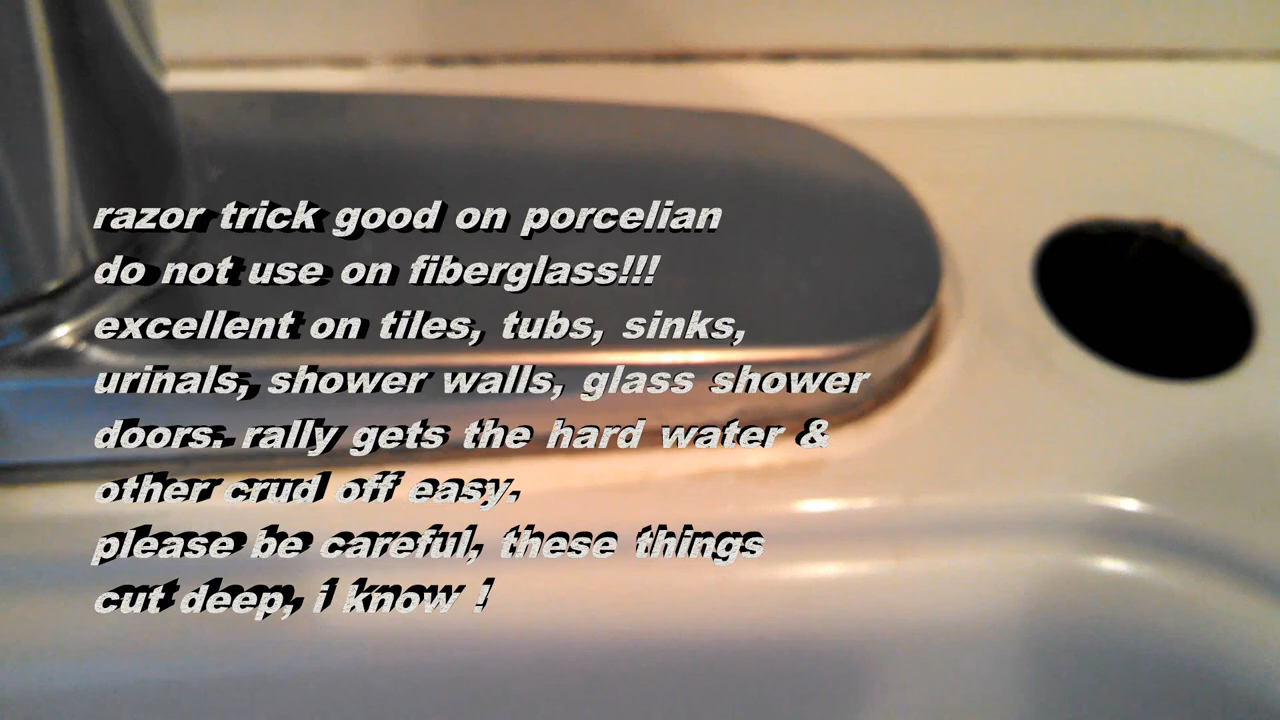 razor trick good on porcelian
do not use on fiberglass!!!
excellent on tiles, tubs, sinks,
urinals, shower walls, glass shower
doors. rally gets the hard water &
other crud off easy.
please be careful, these things
cut deep, i know !